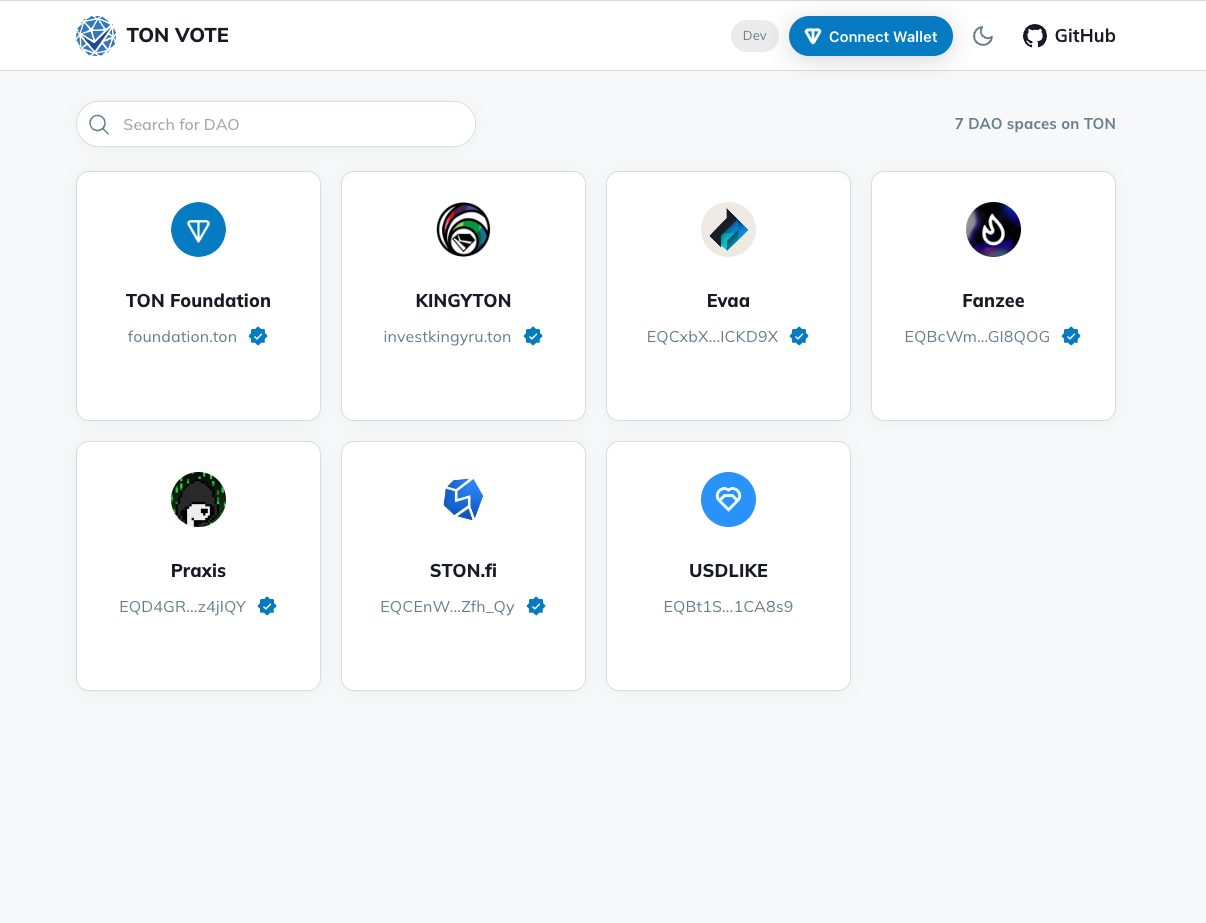 TON VOTE
Dev
Connect Wallet
GitHub
Search for DAO
7 DAO spaces on TON
TON Foundation
foundation.ton
KINGYTON
investkingyru.ton
Evaa
EQCxbX...ICKD9X
Fanzee
EQBcWm...GI8QOG
Praxis
EQD4GR...z4jIQY
STON.fi
EQCEnW...Zfh_Qy
USDLIKE
EQBt1S...1CA8s9